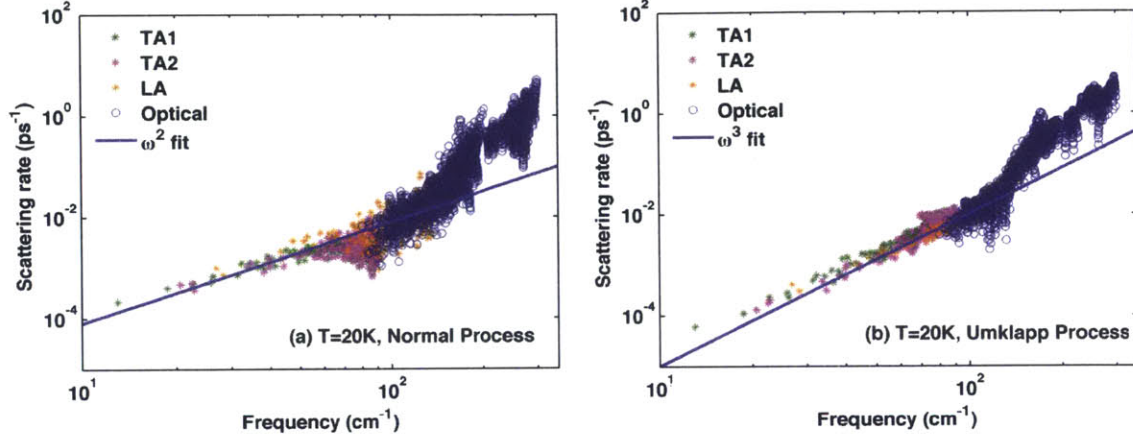 10²
TA1
TA2
LA
Optical
ω² fit
10⁰
10⁻²
10⁻⁴
Scattering rate (ps⁻¹)
(a) T=20K, Normal Process
10¹
10²
Frequency (cm⁻¹)
10²
TA1
TA2
LA
Optical
ω³ fit
10⁰
10⁻²
10⁻⁴
Scattering rate (ps⁻¹)
(b) T=20K, Umklapp Process
10¹
10²
Frequency (cm⁻¹)